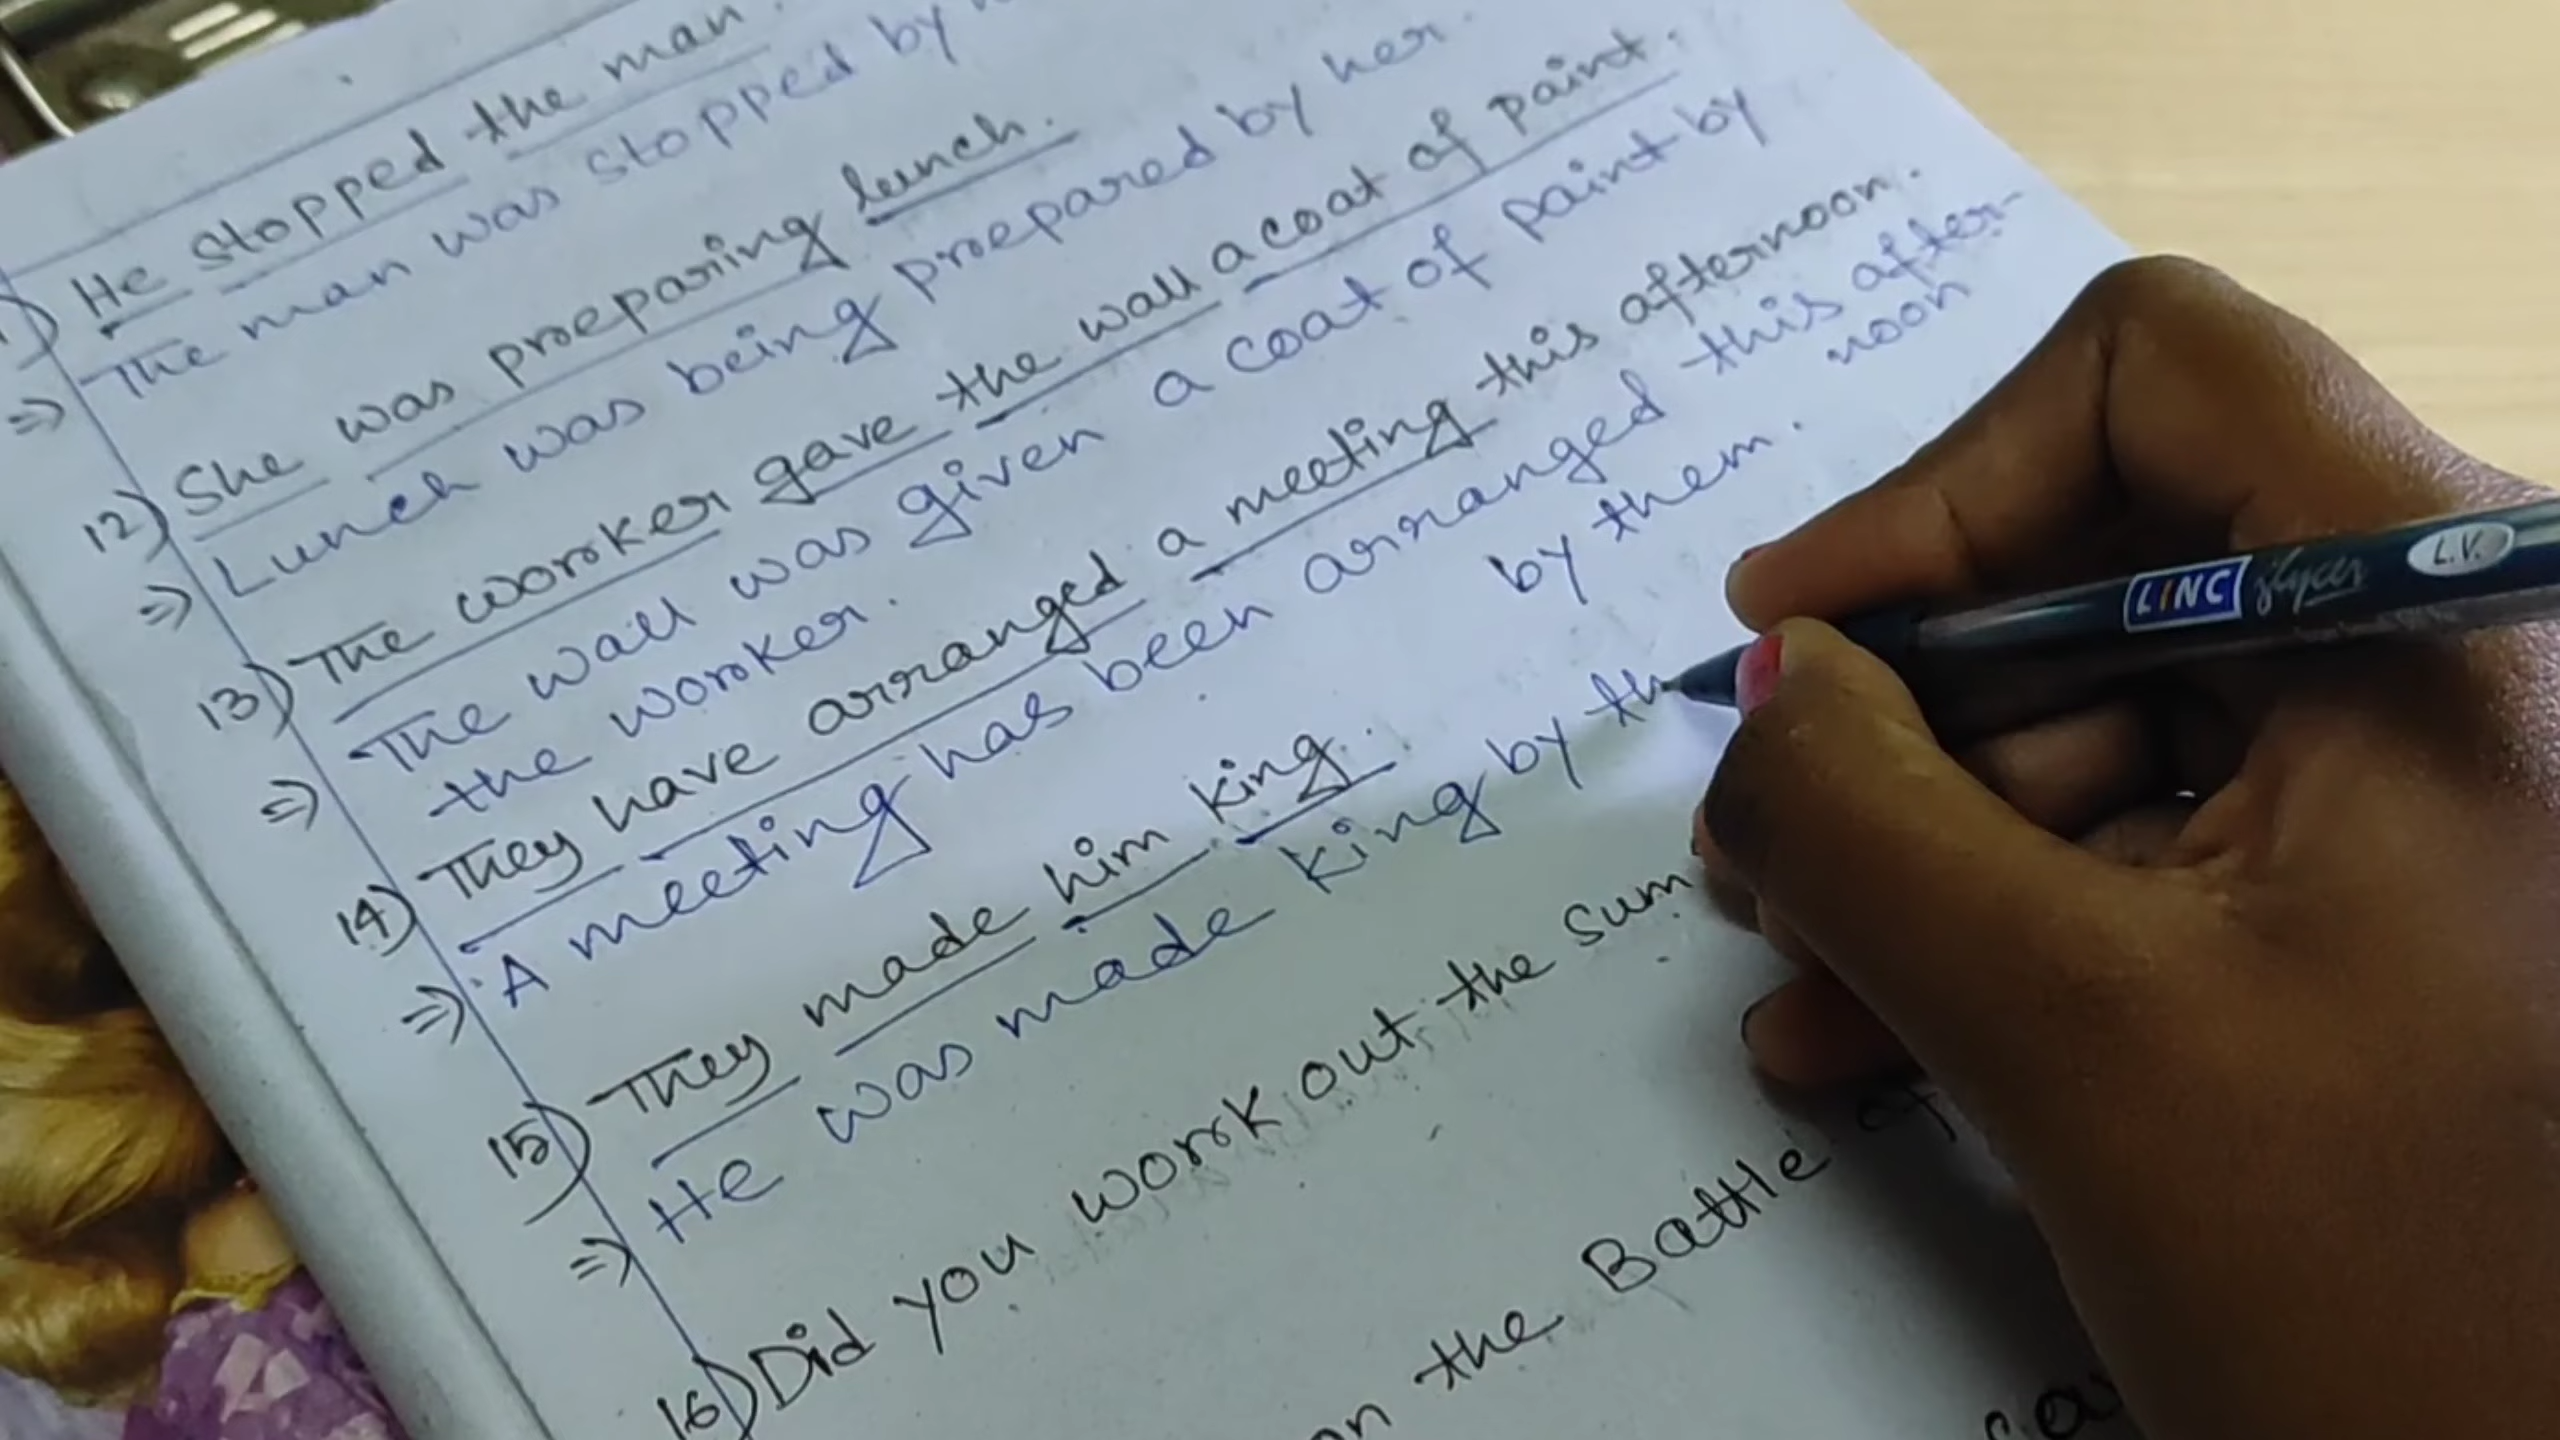 He stopped the man.
=> The man was stopped by
12) She was preparing lunch.
=> Lunch was being prepared by her.
13) The worker gave the wall a coat of paint.
=> The wall was given a coat of paint by
the worker.
14) They have arranged a meeting this afternoon.
=> A meeting has been arranged this after-
noon
by them.
15) They made him king.
=> He was made king by th
16) Did you work out the sum
on the Battle of
LINC glycer L.V.